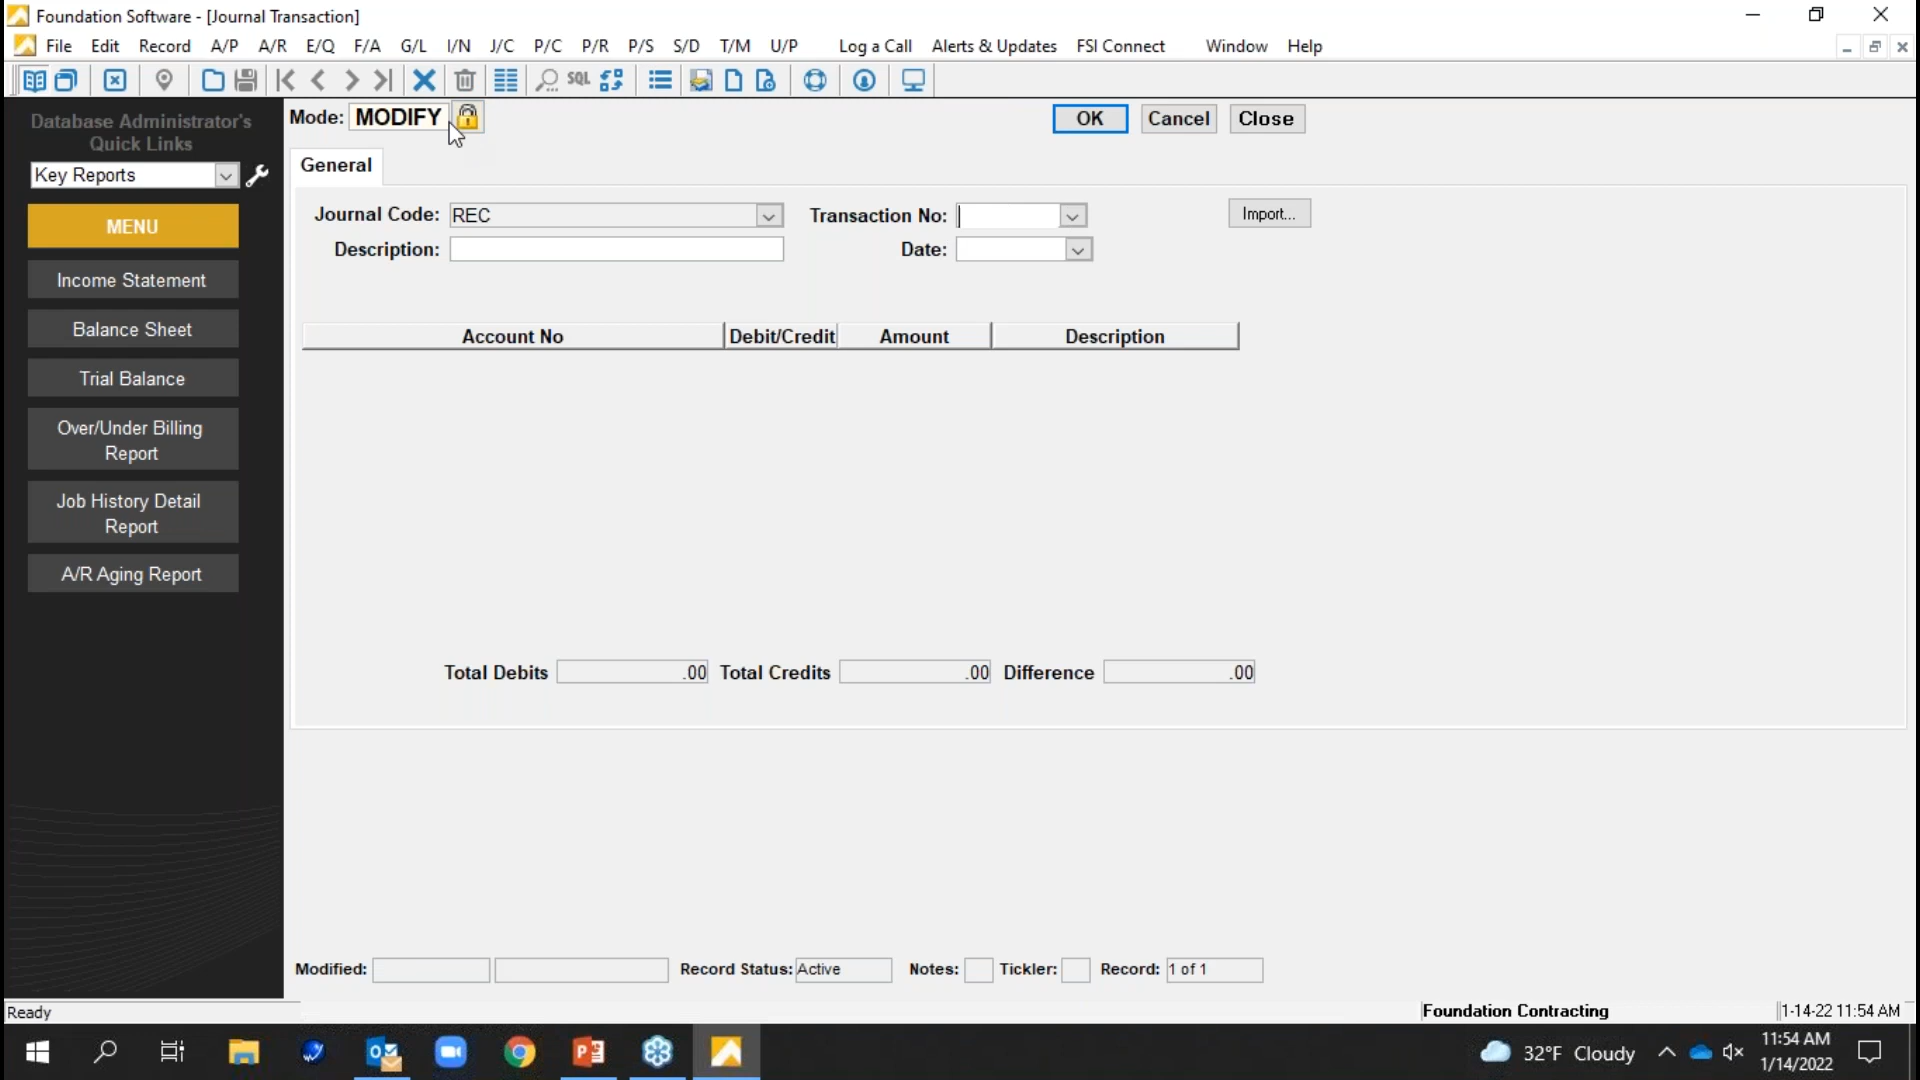 Foundation Software - [Journal Transaction]
File Edit Record A/P A/R E/Q F/A G/L I/N J/C P/C P/R P/S S/D T/M U/P Log a Call Alerts & Updates FSI Connect Window Help
SQL
Database Administrator's
Quick Links
Key Reports
MENU
Income Statement
Balance Sheet
Trial Balance
Over/Under Billing
Report
Job History Detail
Report
A/R Aging Report
Mode: MODIFY
OK Cancel Close
General
Journal Code: REC Transaction No: Import...
Description: Date:
Account No Debit/Credit Amount Description
Total Debits .00 Total Credits .00 Difference .00
Modified: Record Status: Active Notes: Tickler: Record: 1 of 1
Ready Foundation Contracting 1-14-22 11:54 AM
32°F Cloudy
11:54 AM
1/14/2022